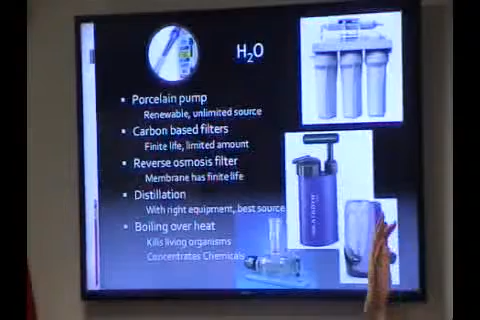 H₂O
▪ Porcelain pump
Renewable, unlimited source
▪ Carbon based filters
Finite life, limited amount
▪ Reverse osmosis filter
Membrane has finite life
▪ Distillation
With right equipment, best source
▪ Boiling over heat
Kills living organisms
Concentrates Chemicals
KATADYN